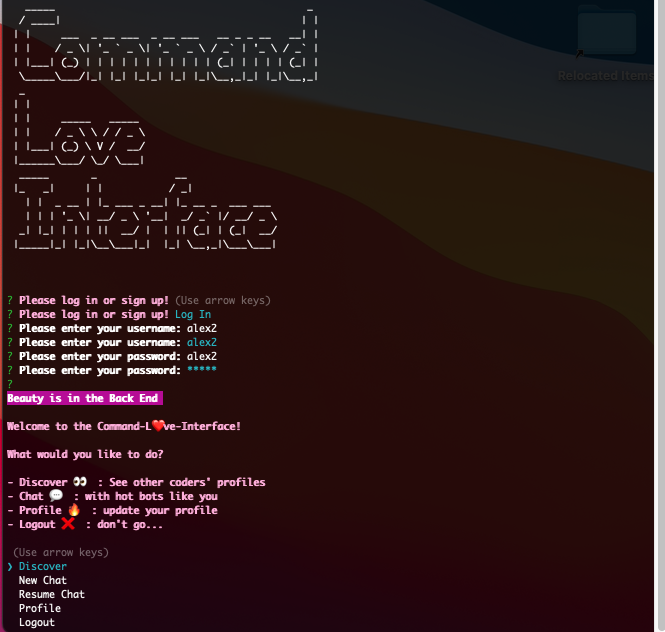 Command
Love
Interface
Relocated Items
? Please log in or sign up! (Use arrow keys)
? Please log in or sign up! Log In
? Please enter your username: alex2
? Please enter your username: alex2
? Please enter your password: alex2
? Please enter your password: *****
?
Beauty is in the Back End
Welcome to the Command-L❤️ve-Interface!
What would you like to do?
- Discover 👀 : See other coders' profiles
- Chat 💬 : with hot bots like you
- Profile 🔥 : update your profile
- Logout ❌ : don't go...
(Use arrow keys)
❯ Discover
New Chat
Resume Chat
Profile
Logout